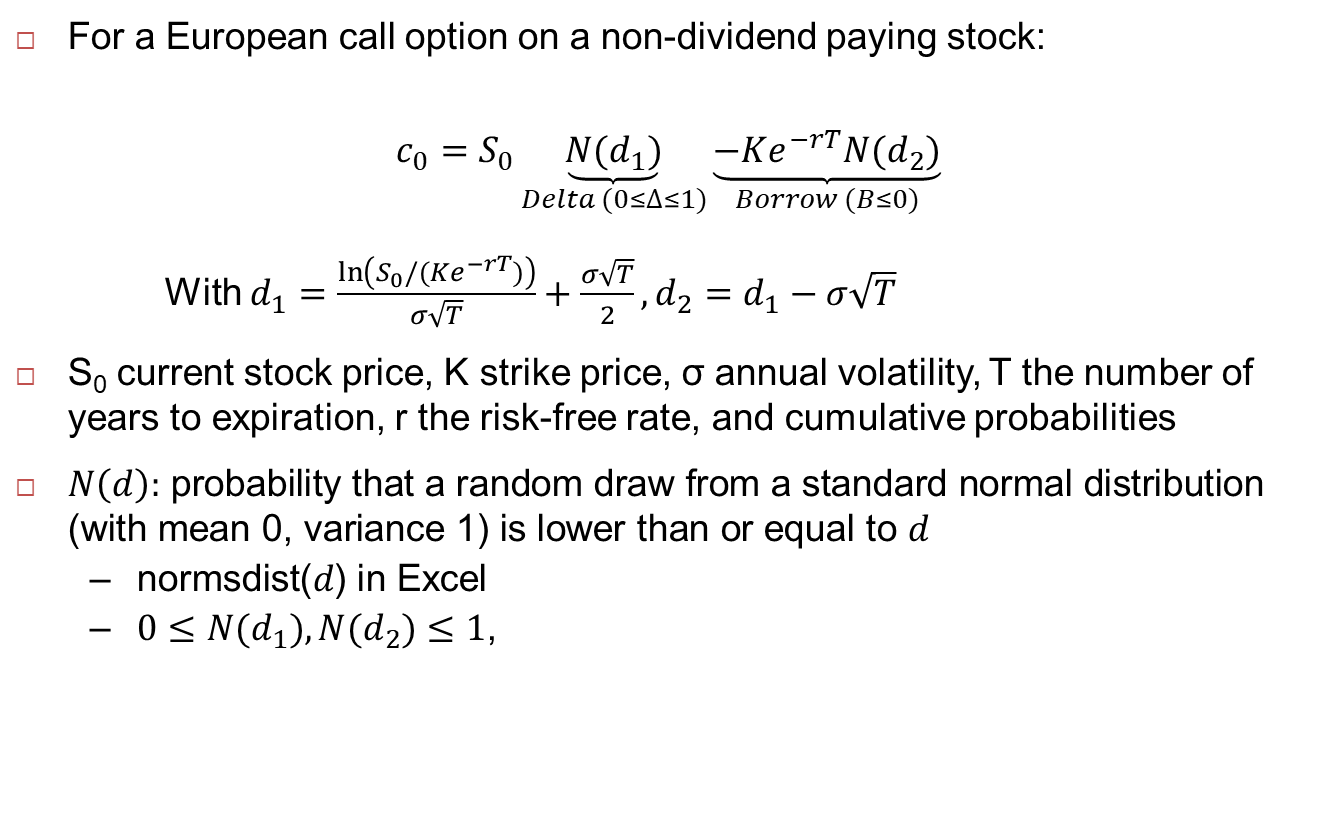 □ For a European call option on a non-dividend paying stock:
c₀ = S₀ N(d₁) −Ke^{−rT}N(d₂)
Delta (0≤Δ≤1) Borrow (B≤0)
With d₁ = ln(S₀/(Ke^{−rT}))/(σ√T) + σ√T/2, d₂ = d₁ − σ√T
□ S₀ current stock price, K strike price, σ annual volatility, T the number of
years to expiration, r the risk-free rate, and cumulative probabilities
□ N(d): probability that a random draw from a standard normal distribution
(with mean 0, variance 1) is lower than or equal to d
– normsdist(d) in Excel
– 0 ≤ N(d₁), N(d₂) ≤ 1,